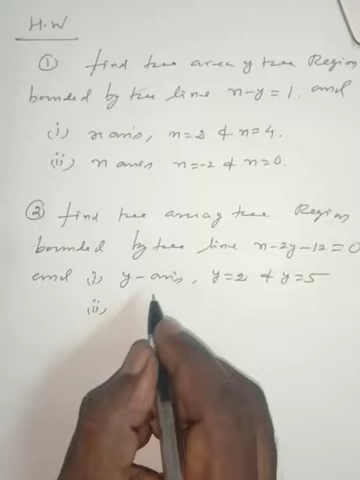 H.W
① find the area of the Region
bounded by the line x-y=1. and
(i) x axis, x=2 & x=4.
(ii) x axis x=-2 & x=0.
② find the area of the Region
bounded by the line x-2y-12=0
and (i) y-axis, y=2 & y=5
(ii)